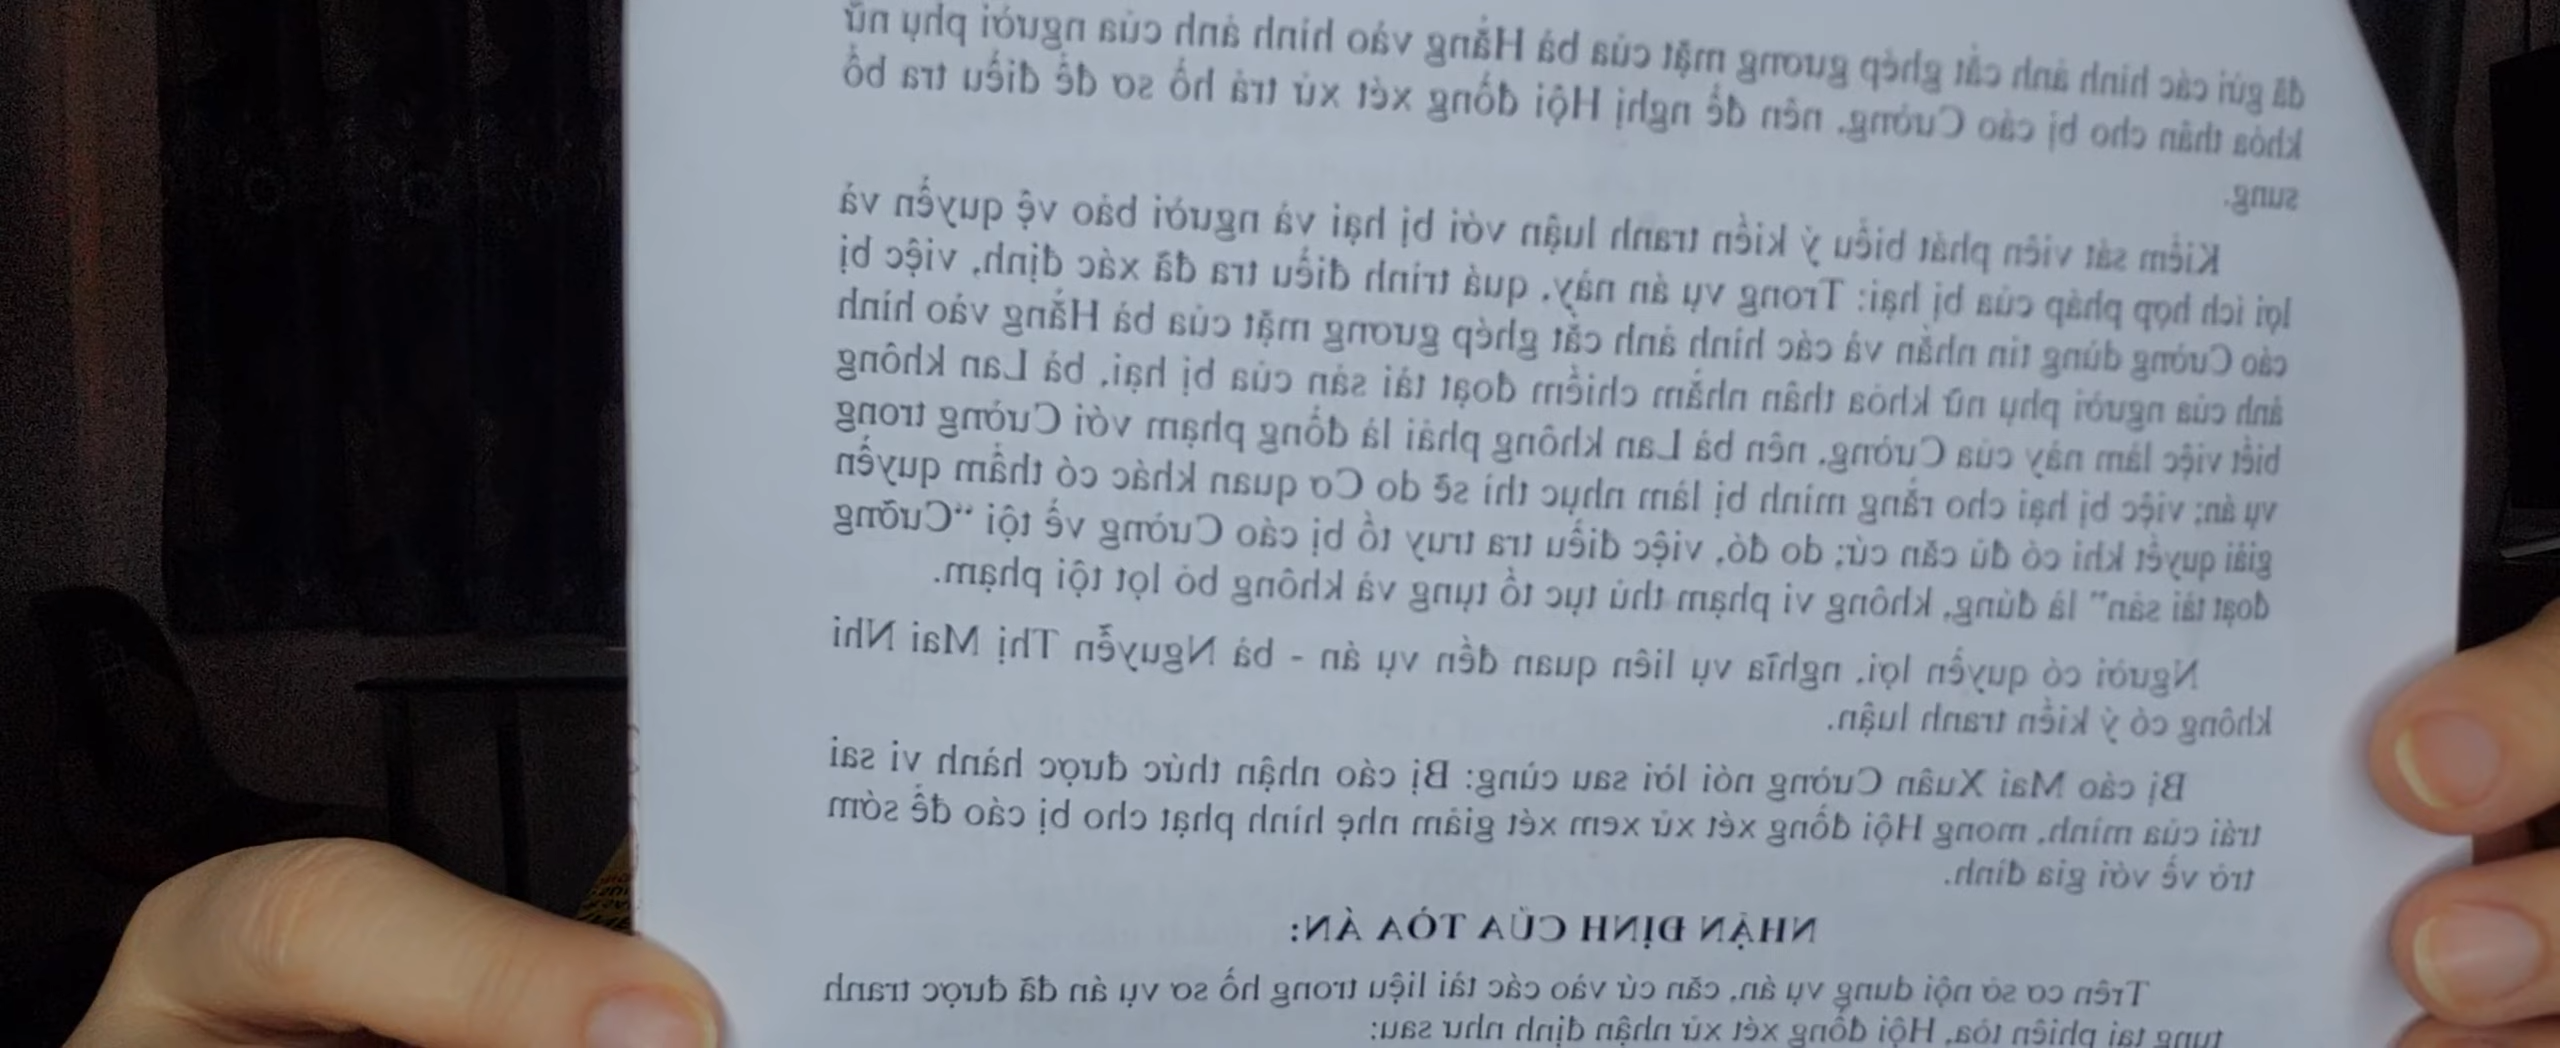 đã gửi các hình ảnh cắt ghép gương mặt của bà Hằng vào hình ảnh của người phụ nữ
khỏa thân cho bị cáo Cường, nên đề nghị Hội đồng xét xử trả hồ sơ để điều tra bổ
sung.
Kiểm sát viên phát biểu ý kiến tranh luận với bị hại và người bảo vệ quyền và
lợi ích hợp pháp của bị hại: Trong vụ án này, quá trình điều tra đã xác định, việc bị
cáo Cường dùng tin nhắn và các hình ảnh cắt ghép gương mặt của bà Hằng vào hình
ảnh của người phụ nữ khỏa thân nhằm chiếm đoạt tài sản của bị hại, bà Lan không
biết việc làm này của Cường, nên bà Lan không phải là đồng phạm với Cường trong
vụ án; việc bị hại cho rằng mình bị làm nhục thì sẽ do Cơ quan khác có thẩm quyền
giải quyết khi có đủ căn cứ; do đó, việc điều tra truy tố bị cáo Cường về tội “Cưỡng
đoạt tài sản” là đúng, không vi phạm thủ tục tố tụng và không bỏ lọt tội phạm.
Người có quyền lợi, nghĩa vụ liên quan đến vụ án - bà Nguyễn Thị Mai Nhi
không có ý kiến tranh luận.
Bị cáo Mai Xuân Cường nói lời sau cùng: Bị cáo nhận thức được hành vi sai
trái của mình, mong Hội đồng xét xử xem xét giảm nhẹ hình phạt cho bị cáo để sớm
trở về với gia đình.
NHẬN ĐỊNH CỦA TÒA ÁN:
Trên cơ sở nội dung vụ án, căn cứ vào các tài liệu trong hồ sơ vụ án đã được tranh
tụng tại phiên tòa, Hội đồng xét xử nhận định như sau: